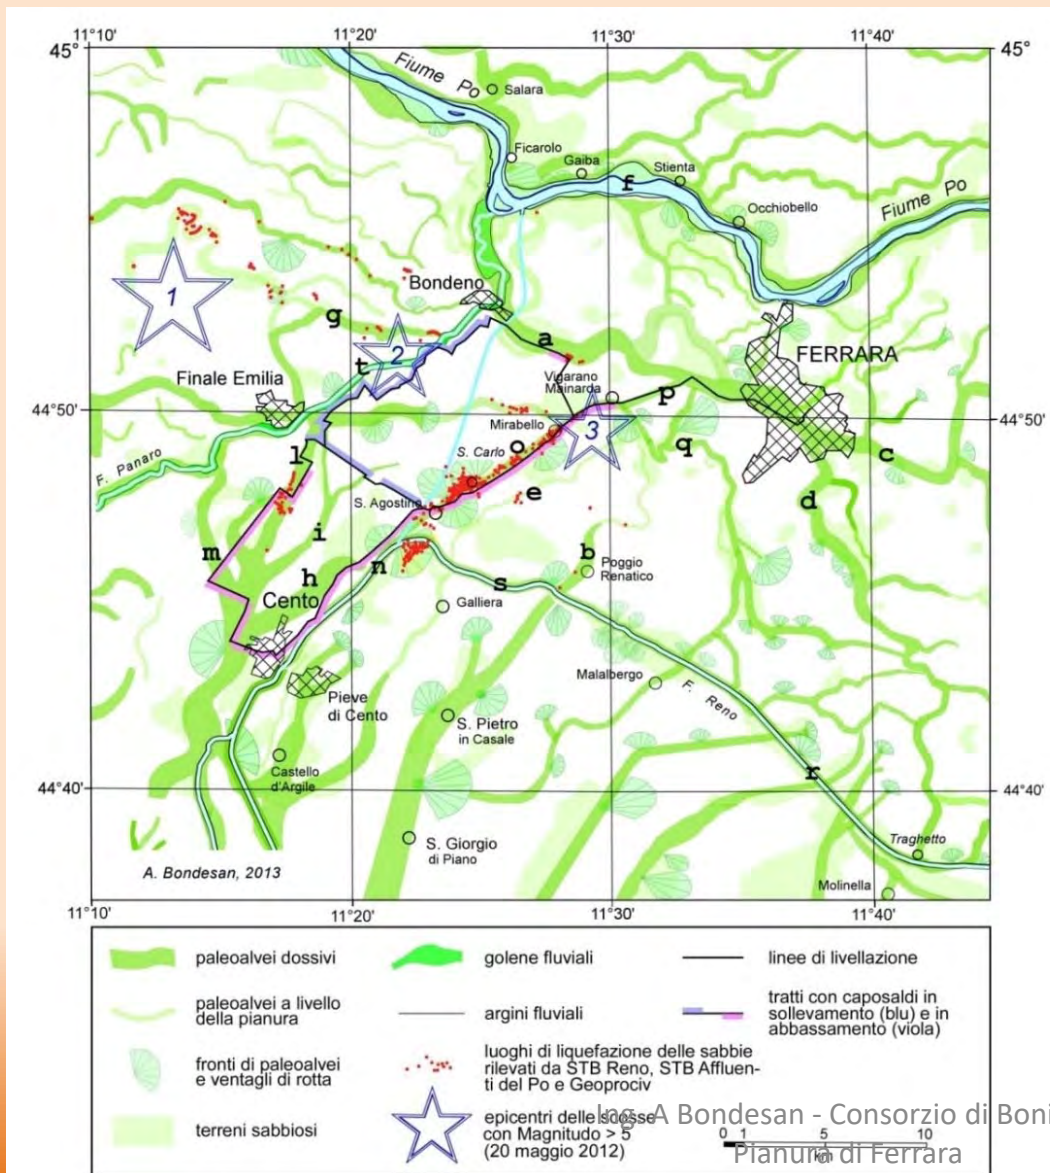 11°10' 11°20' 11°30' 11°40'
45° 45°
Fiume Po
Salara
Ficarolo
Gaiba
Stienta
f
Occhiobello
Fiume Po
1
Bondeno
g
a
2
t
FERRARA
Finale Emilia
Vigarano
Mainarda
p
44°50' 44°50'
Mirabello
3
o
q
c
F. Panaro
l
S. Carlo
e
d
S. Agostino
i
m
b
n
h
Poggio
Renatico
s
Cento
Galliera
Malalbergo
F. Reno
Pieve
di Cento
S. Pietro
in Casale
Castello
d'Argile
r
44°40' 44°40'
S. Giorgio
di Piano
Traghetto
A. Bondesan, 2013
Molinella
11°10' 11°20' 11°30' 11°40'
paleoalvei dossivi
paleoalvei a livello
della pianura
fronti di paleoalvei
e ventagli di rotta
terreni sabbiosi
golene fluviali
argini fluviali
luoghi di liquefazione delle sabbie
rilevati da STB Reno, STB Affluen-
ti del Po e Geoprociv
epicentri delle scosse
con Magnitudo > 5
(20 maggio 2012)
linee di livellazione
tratti con caposaldi in
sollevamento (blu) e in
abbassamento (viola)
0 1 5 10
km
Ing. A Bondesan - Consorzio di Boni
Pianura di Ferrara